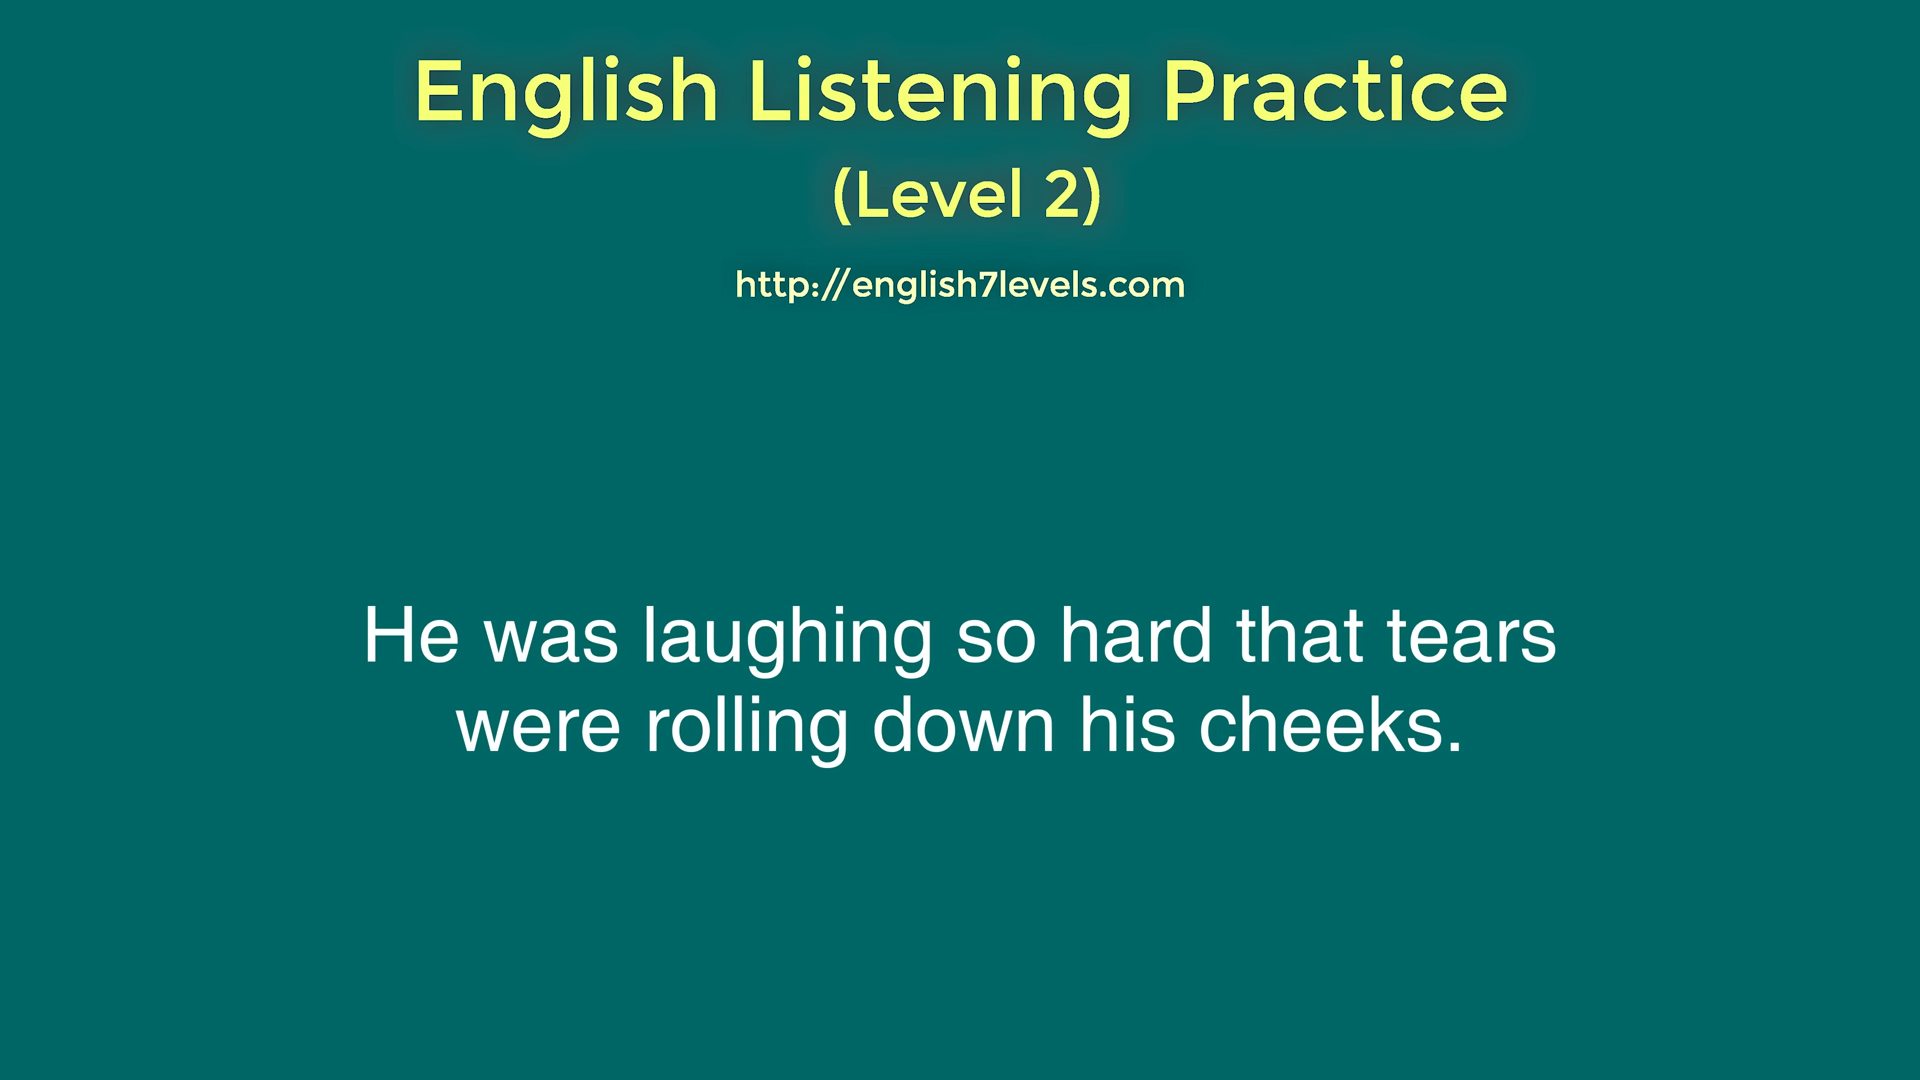 English Listening Practice
(Level 2)
http://english7levels.com
He was laughing so hard that tears
were rolling down his cheeks.